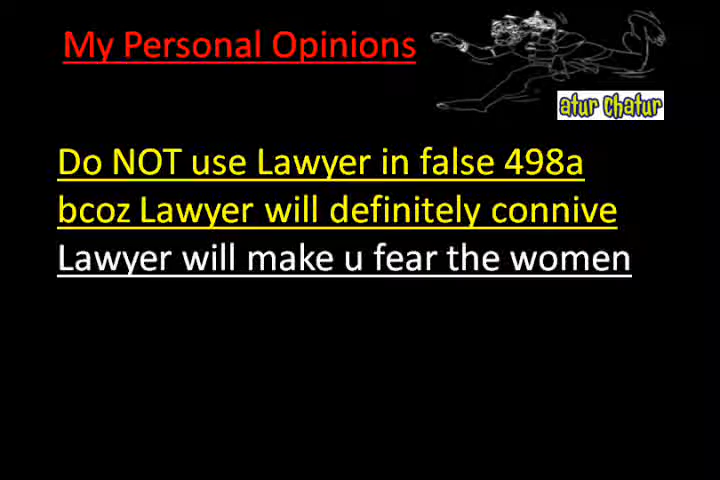 My Personal Opinions
atur chatur
Do NOT use Lawyer in false 498a
bcoz Lawyer will definitely connive
Lawyer will make u fear the women